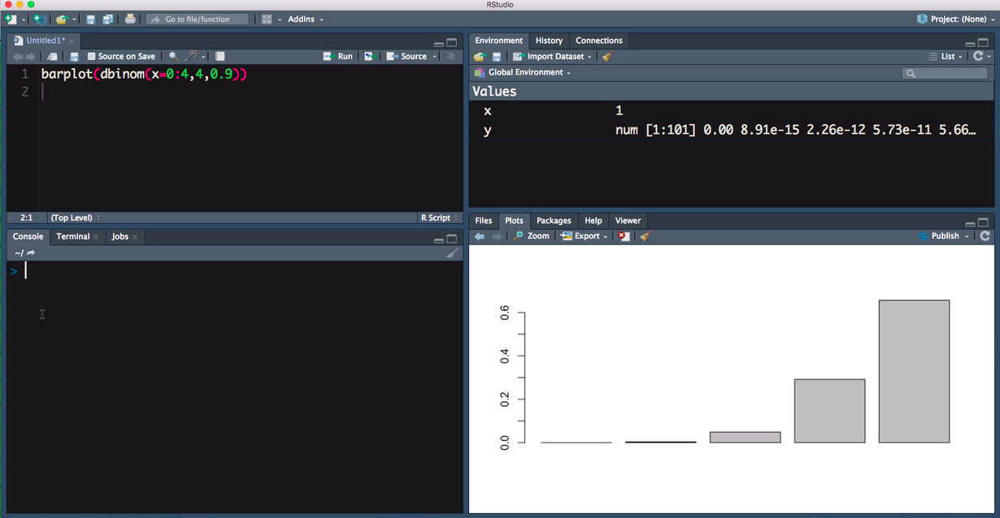 RStudio
Go to file/function
Addins
Project: (None)
Untitled1*
Source on Save
Run
Source
1 barplot(dbinom(x=0:4,4,0.9))
2
2:1 (Top Level) R Script
Console Terminal Jobs
~/
>
Environment History Connections
Import Dataset
List
Global Environment
Values
x 1
y num [1:101] 0.00 8.91e-15 2.26e-12 5.73e-11 5.66…
Files Plots Packages Help Viewer
Zoom Export Publish
0.6
0.4
0.2
0.0